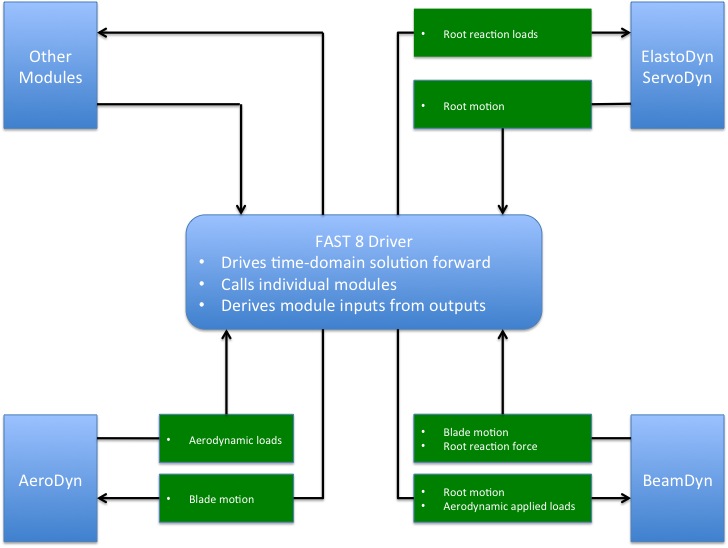 Other
Modules
• Root reaction loads
• Root motion
ElastoDyn
ServoDyn
FAST 8 Driver
• Drives time-domain solution forward
• Calls individual modules
• Derives module inputs from outputs
AeroDyn
• Aerodynamic loads
• Blade motion
• Blade motion
• Root reaction force
• Root motion
• Aerodynamic applied loads
BeamDyn